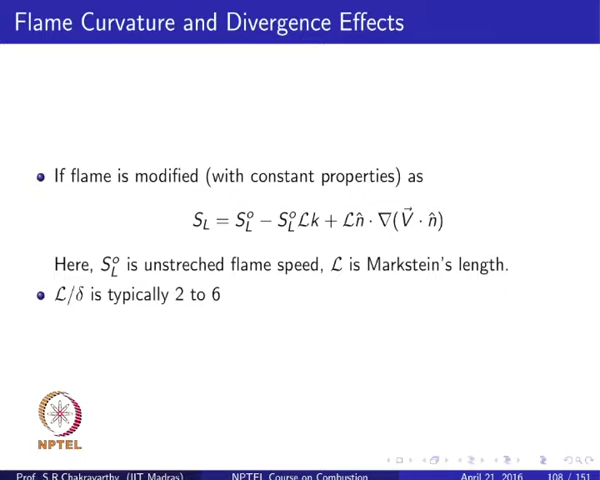 Flame Curvature and Divergence Effects
If flame is modified (with constant properties) as
S_L = S_L^o − S_L^o ℒk + ℒn̂ · ∇(V⃗ · n̂)
Here, S_L^o is unstreched flame speed, ℒ is Markstein's length.
ℒ/δ is typically 2 to 6
NPTEL
Prof. S.R.Chakravarthy (IIT Madras) NPTEL Course on Combustion April 21, 2016 108 / 151